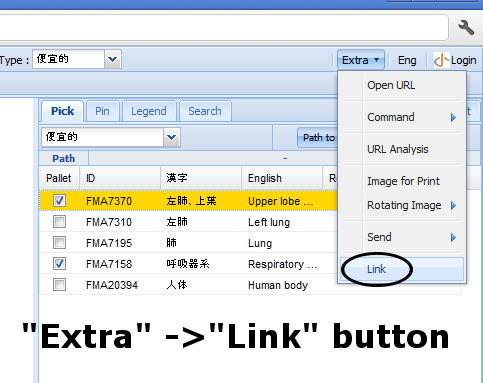 Type : 便宜的 Extra Eng Login
Open URL
Command
URL Analysis
Image for Print
Rotating Image
Send
Link
Pick Pin Legend Search
便宜的 Path to
Path -
Pallet ID 漢字 English
FMA7370 左肺、上葉 Upper lobe ...
FMA7310 左肺 Left lung
FMA7195 肺 Lung
FMA7158 呼吸器系 Respiratory ...
FMA20394 人体 Human body
"Extra" ->"Link" button